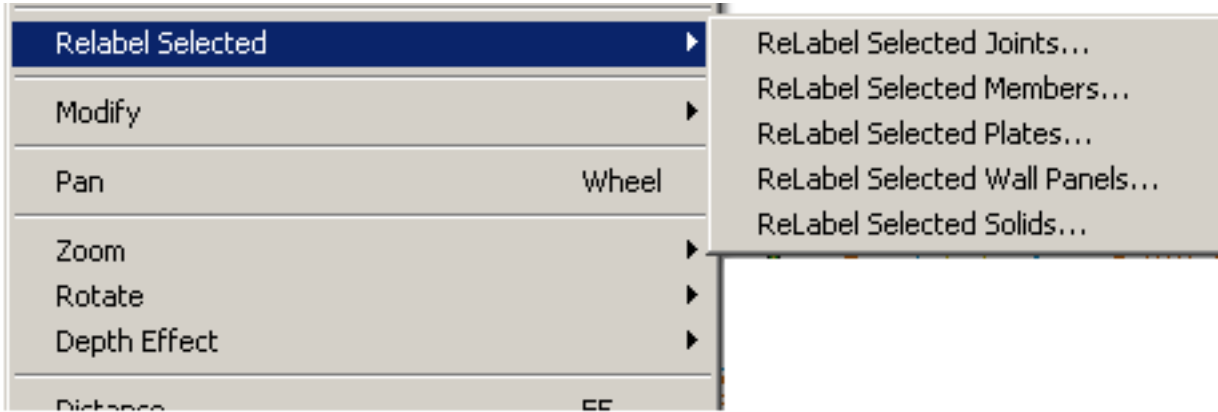 Relabel Selected
Modify
Pan Wheel
Zoom
Rotate
Depth Effect
Distance
ReLabel Selected Joints...
ReLabel Selected Members...
ReLabel Selected Plates...
ReLabel Selected Wall Panels...
ReLabel Selected Solids...